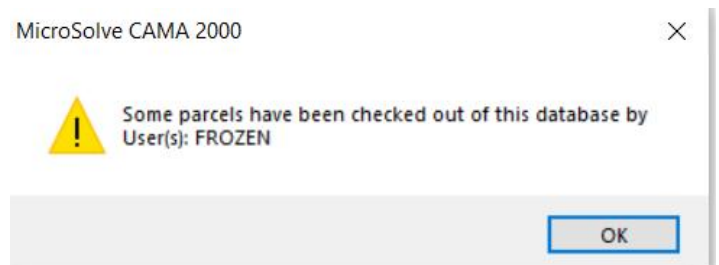 MicroSolve CAMA 2000
Some parcels have been checked out of this database by
User(s): FROZEN
OK